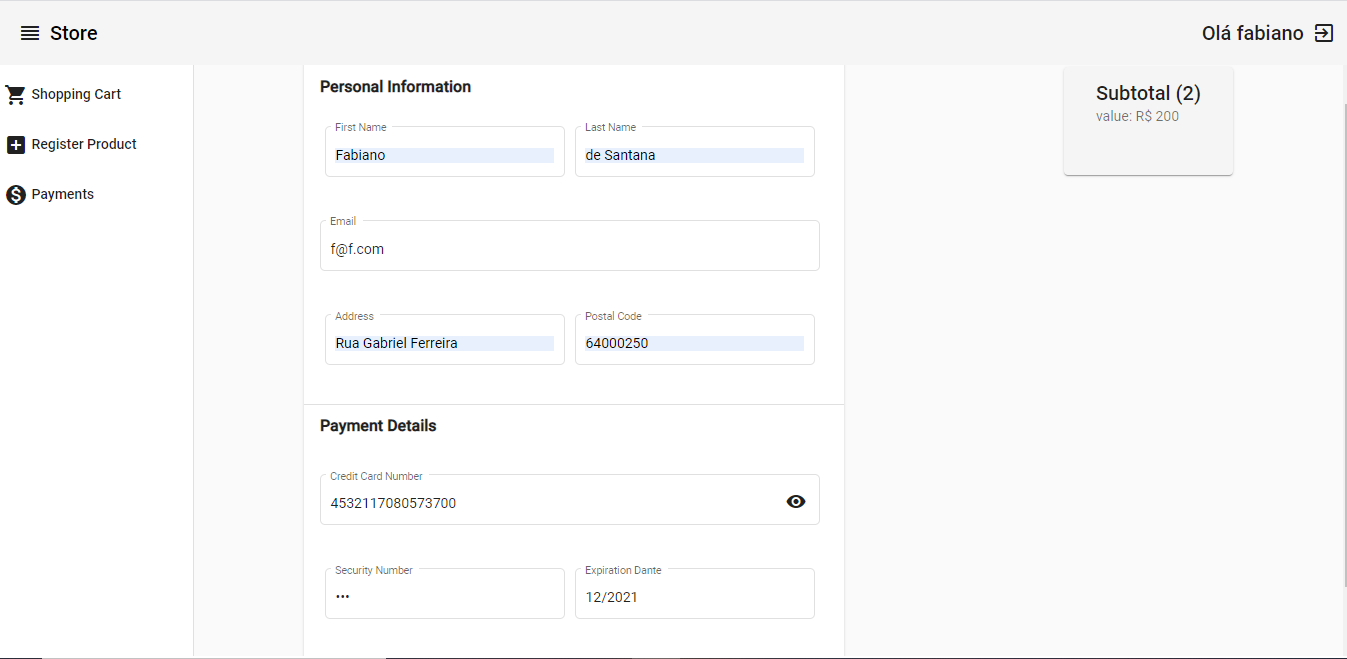 Store
Olá fabiano
Shopping Cart
Register Product
Payments
Personal Information
First Name
Fabiano
Last Name
de Santana
Email
f@f.com
Address
Rua Gabriel Ferreira
Postal Code
64000250
Payment Details
Credit Card Number
4532117080573700
Security Number
•••
Expiration Dante
12/2021
Subtotal (2)
value: R$ 200